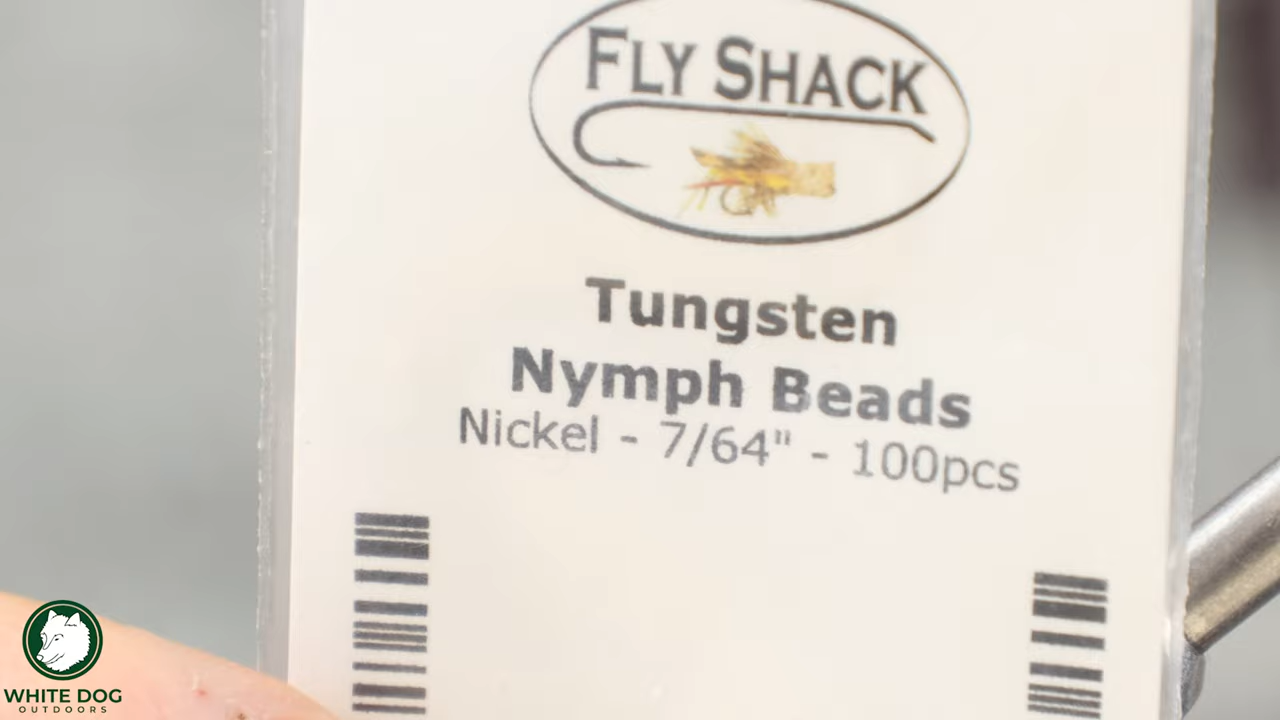 FLY SHACK
Tungsten
Nymph Beads
Nickel - 7/64" - 100pcs
WHITE DOG
OUTDOORS